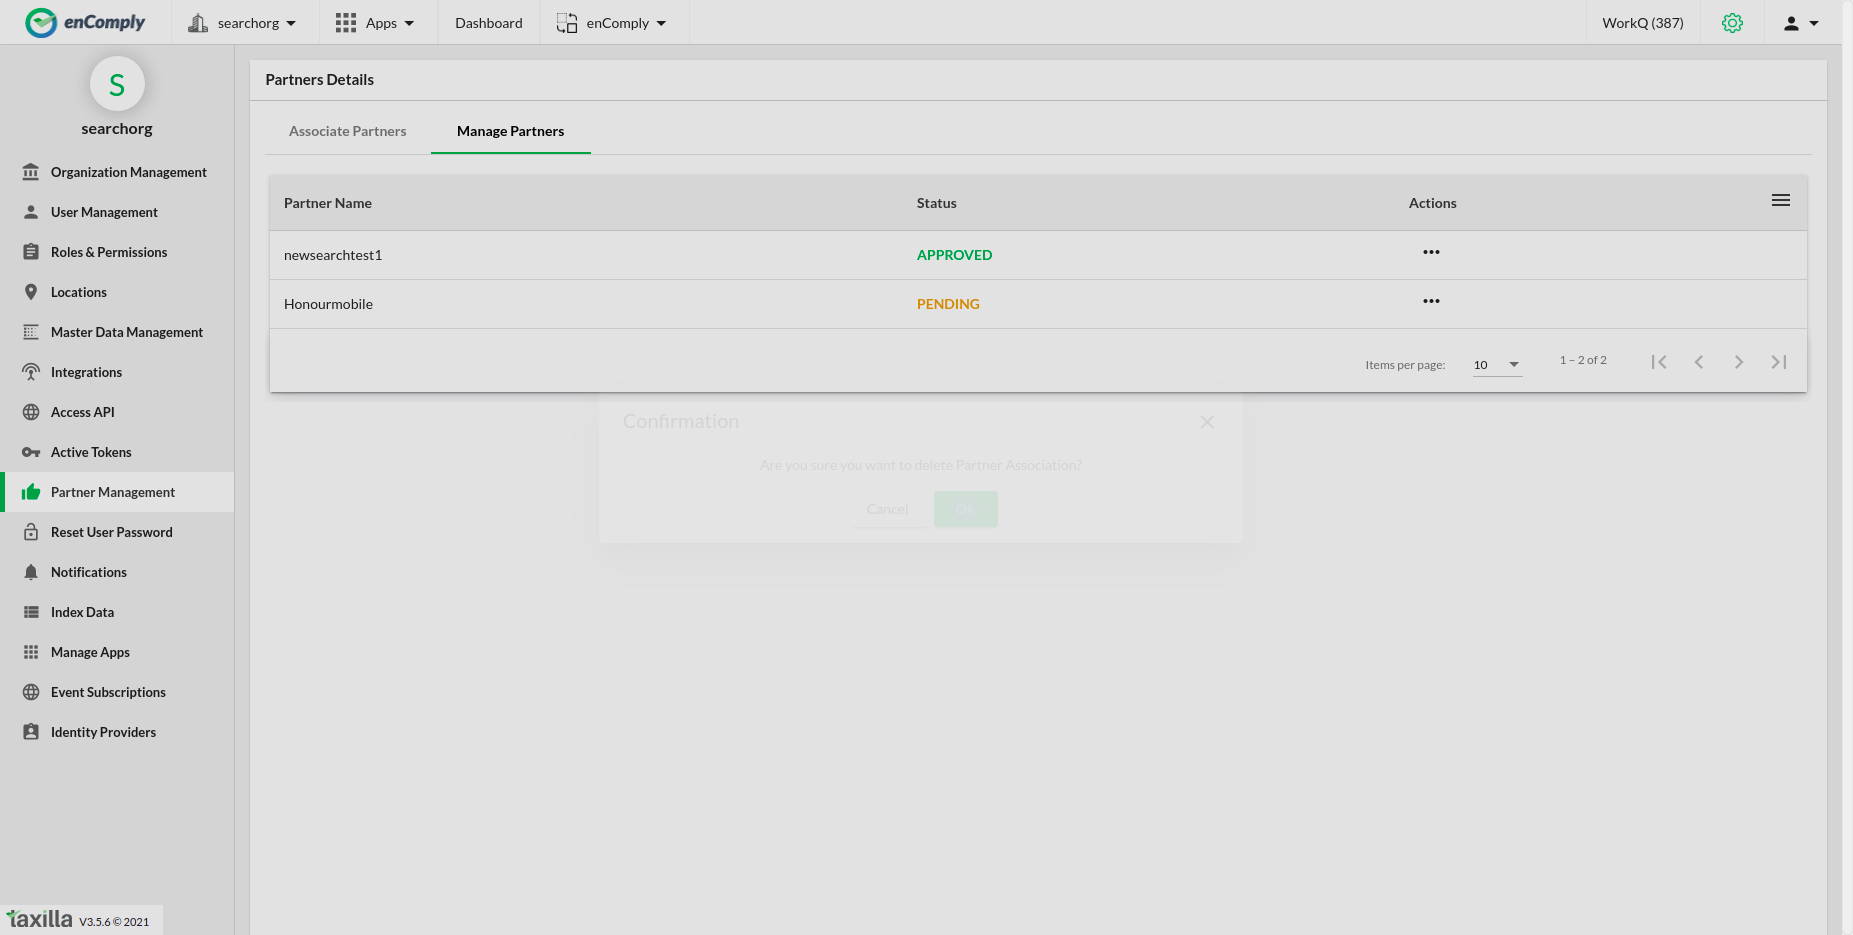 enComply
searchorg
Apps
Dashboard
enComply
WorkQ (387)
S
searchorg
Organization Management
User Management
Roles & Permissions
Locations
Master Data Management
Integrations
Access API
Active Tokens
Partner Management
Reset User Password
Notifications
Index Data
Manage Apps
Event Subscriptions
Identity Providers
taxilla V3.5.6 © 2021
Partners Details
Associate Partners
Manage Partners
Partner Name Status Actions
newsearchtest1 APPROVED
Honourmobile PENDING
Items per page: 10 1 – 2 of 2
Confirmation
Are you sure you want to delete Partner Association?
Cancel Ok